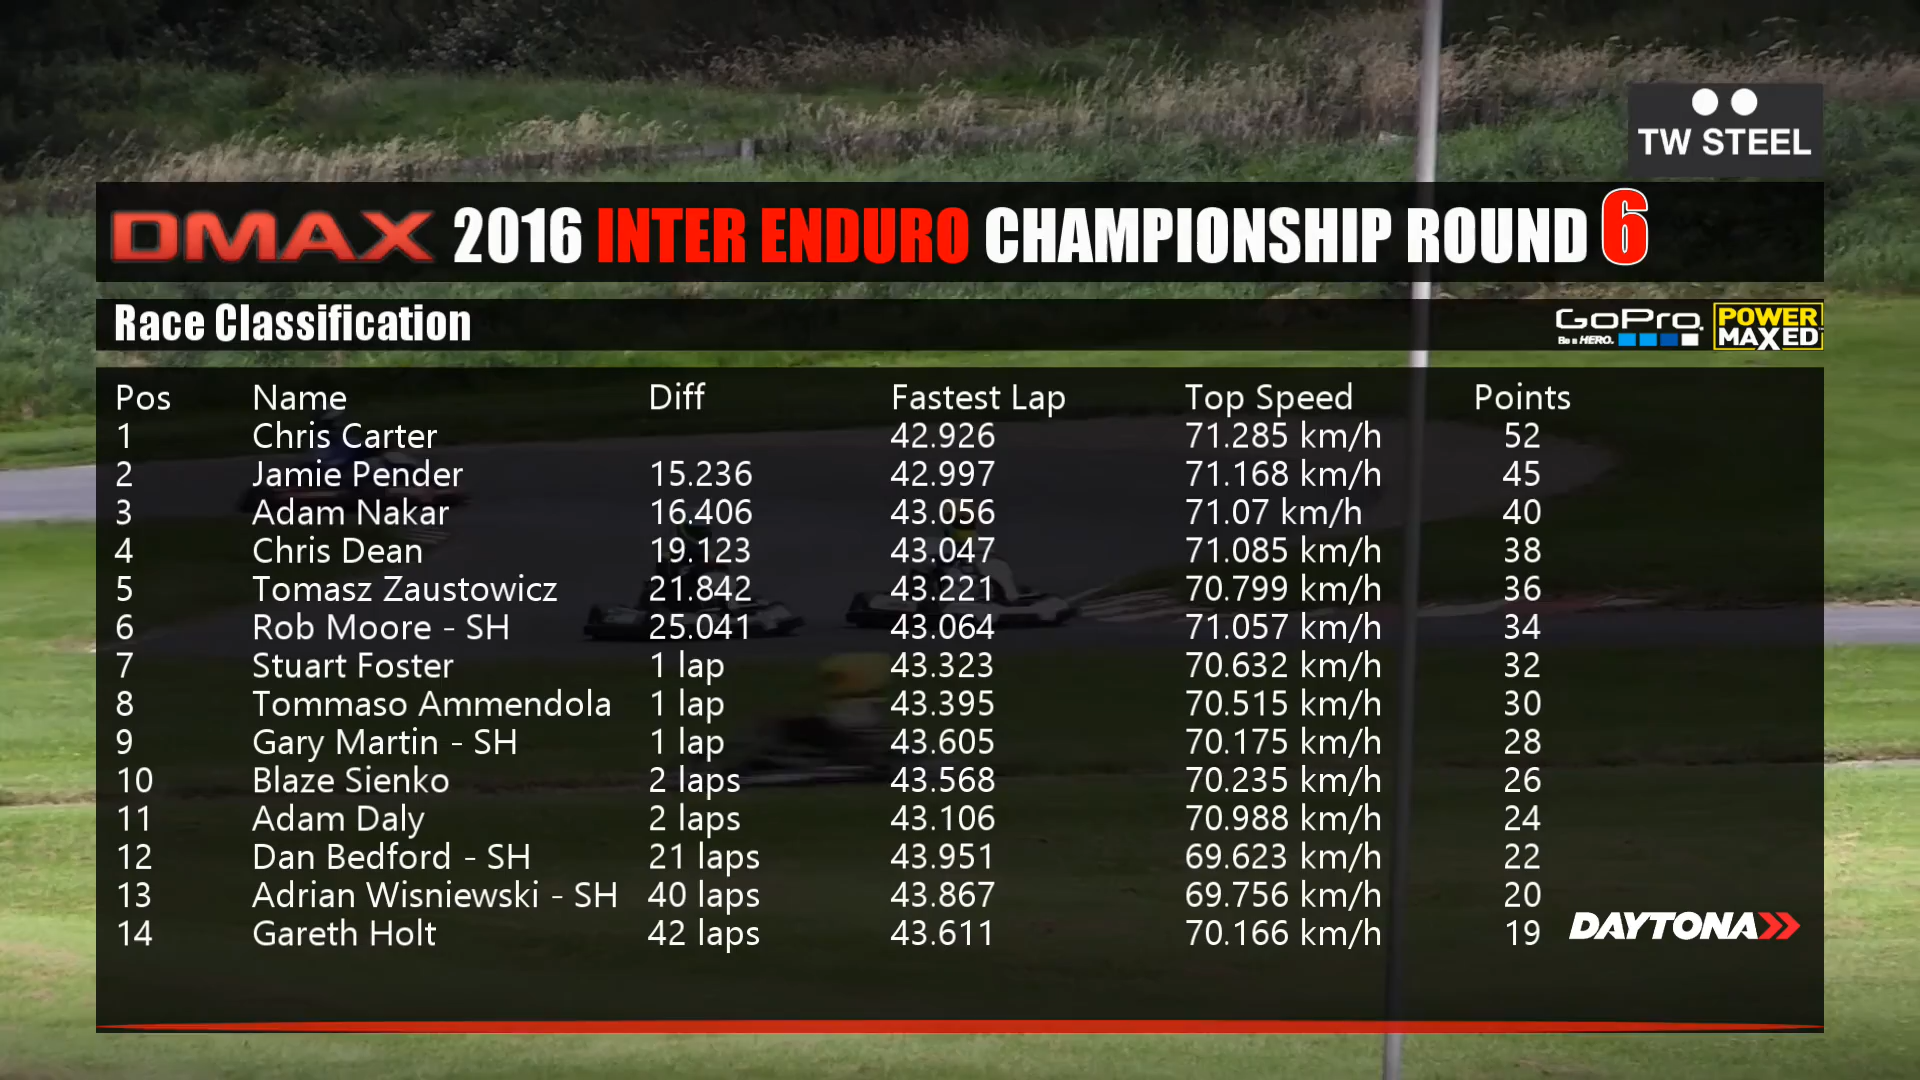 TW STEEL
DMAX 2016 INTER ENDURO CHAMPIONSHIP ROUND 6
Race Classification
GoPro
Be a HERO.
POWER
MAXED
Pos Name Diff Fastest Lap Top Speed Points
1 Chris Carter 42.926 71.285 km/h 52
2 Jamie Pender 15.236 42.997 71.168 km/h 45
3 Adam Nakar 16.406 43.056 71.07 km/h 40
4 Chris Dean 19.123 43.047 71.085 km/h 38
5 Tomasz Zaustowicz 21.842 43.221 70.799 km/h 36
6 Rob Moore - SH 25.041 43.064 71.057 km/h 34
7 Stuart Foster 1 lap 43.323 70.632 km/h 32
8 Tommaso Ammendola 1 lap 43.395 70.515 km/h 30
9 Gary Martin - SH 1 lap 43.605 70.175 km/h 28
10 Blaze Sienko 2 laps 43.568 70.235 km/h 26
11 Adam Daly 2 laps 43.106 70.988 km/h 24
12 Dan Bedford - SH 21 laps 43.951 69.623 km/h 22
13 Adrian Wisniewski - SH 40 laps 43.867 69.756 km/h 20
14 Gareth Holt 42 laps 43.611 70.166 km/h 19
DAYTONA